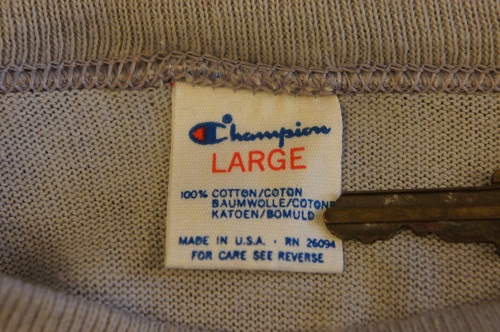 Champion
LARGE
100% COTTON/COTON
BAUMWOLLE/COTONE
KATOEN/BOMULD
MADE IN U.S.A. · RN 26094
FOR CARE SEE REVERSE